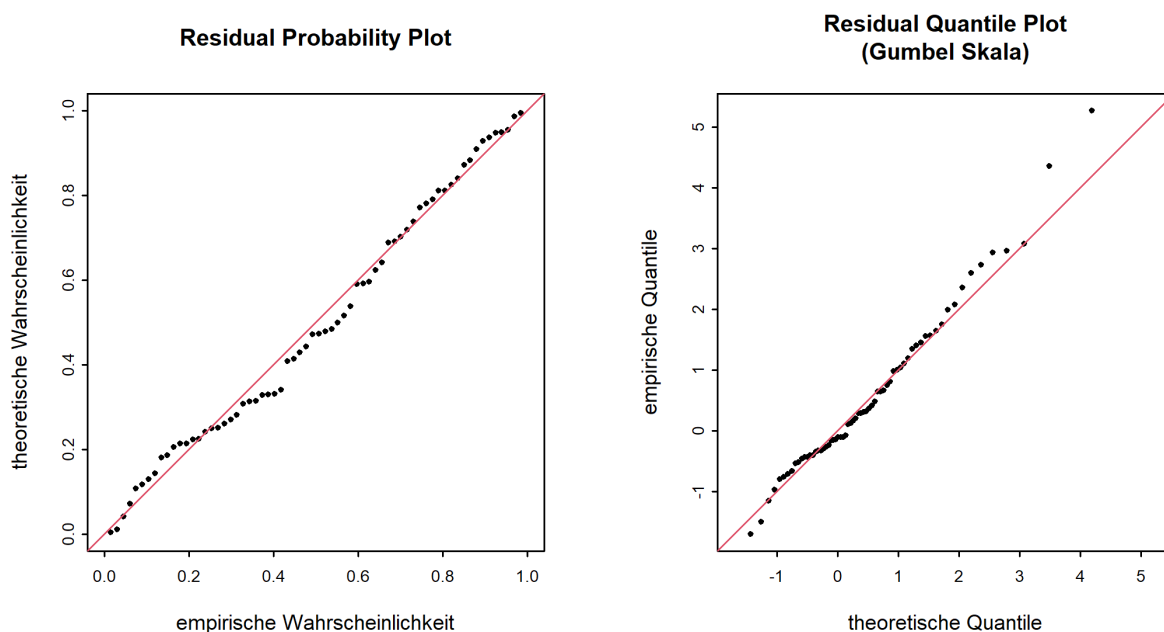 Residual Probability Plot
theoretische Wahrscheinlichkeit
0.0 0.2 0.4 0.6 0.8 1.0
0.0 0.2 0.4 0.6 0.8 1.0
empirische Wahrscheinlichkeit
Residual Quantile Plot
(Gumbel Skala)
empirische Quantile
-1 0 1 2 3 4 5
-1 0 1 2 3 4 5
theoretische Quantile